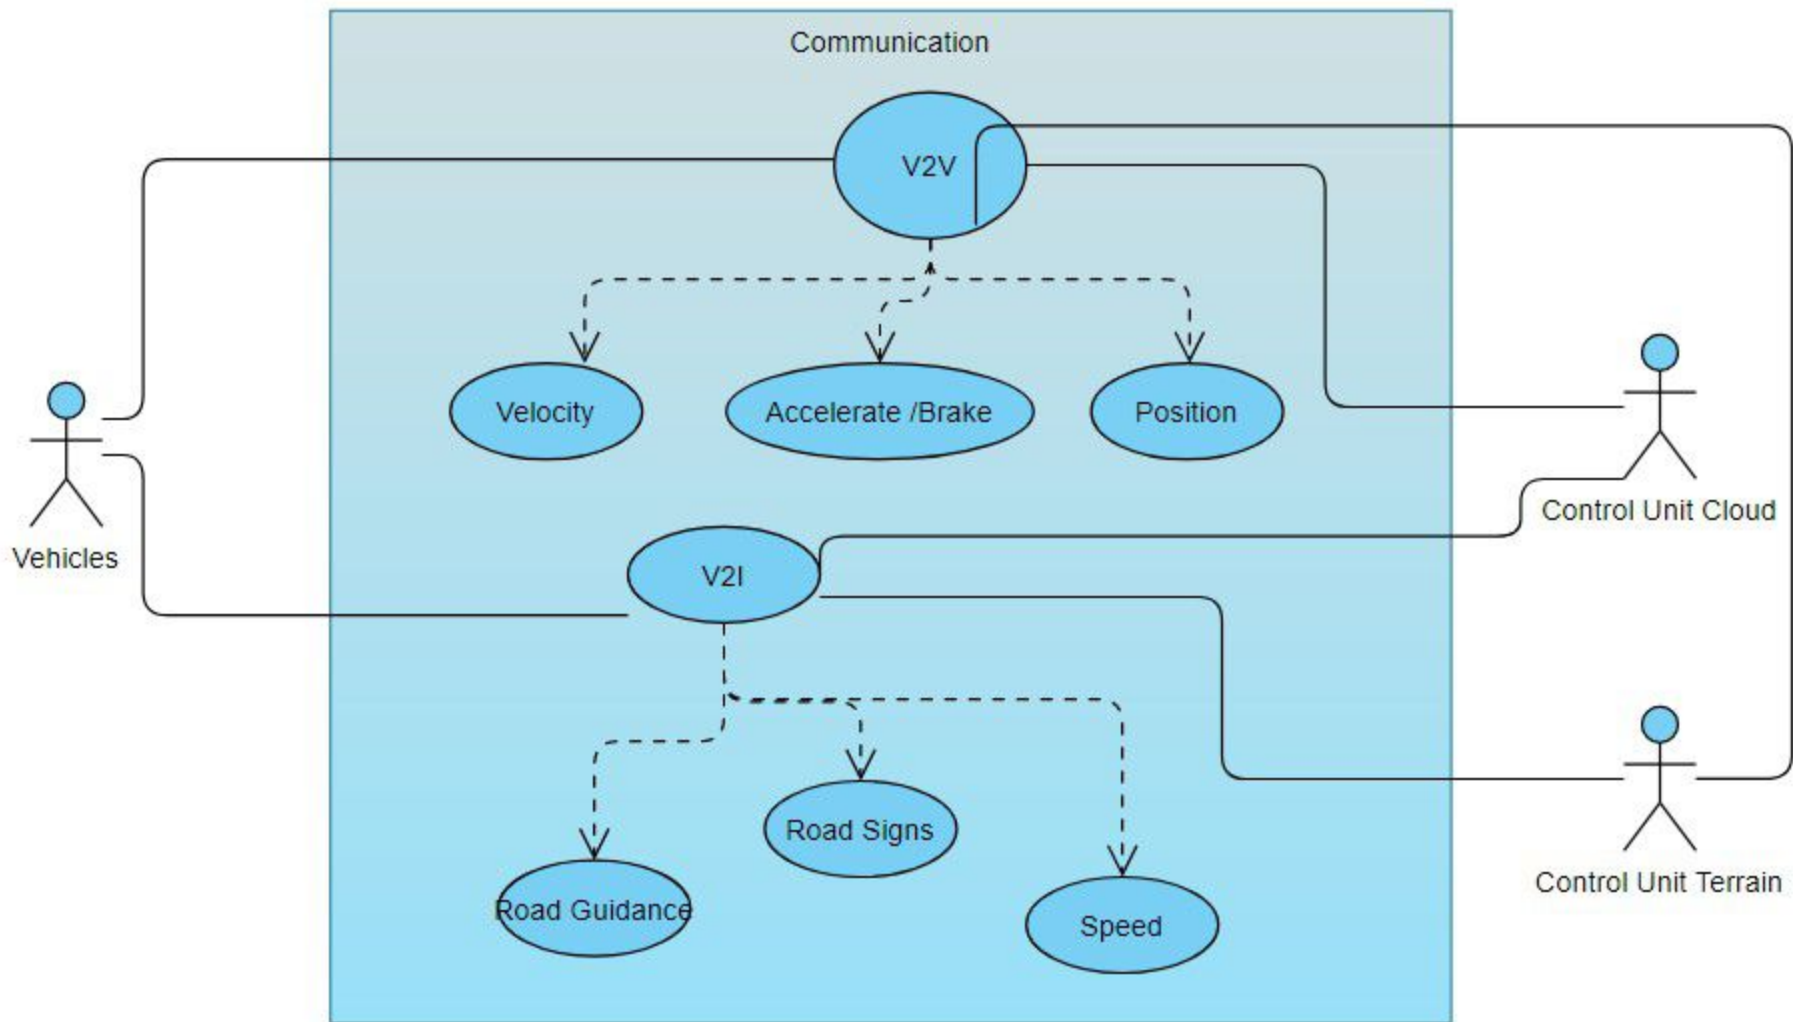 Communication
V2V
Velocity
Accelerate /Brake
Position
Vehicles
Control Unit Cloud
V2I
Road Signs
Road Guidance
Speed
Control Unit Terrain